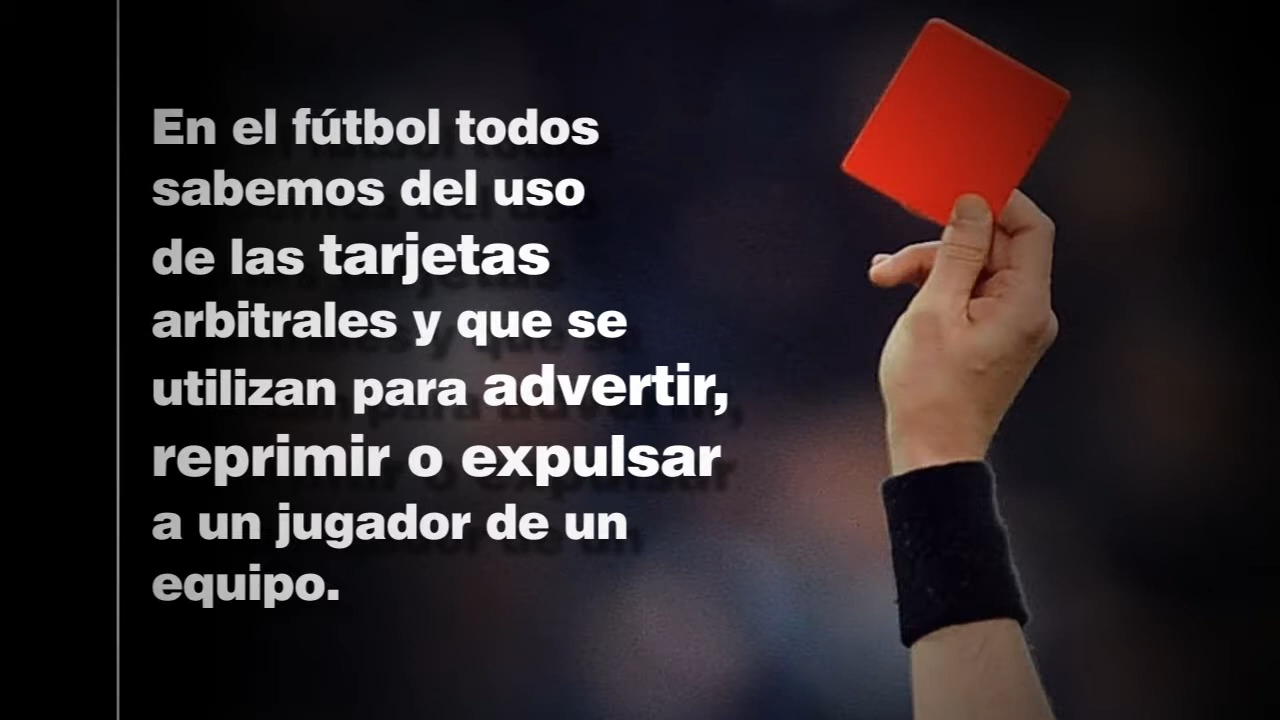 En el fútbol todos
sabemos del uso
de las tarjetas
arbitrales y que se
utilizan para advertir,
reprimir o expulsar
a un jugador de un
equipo.